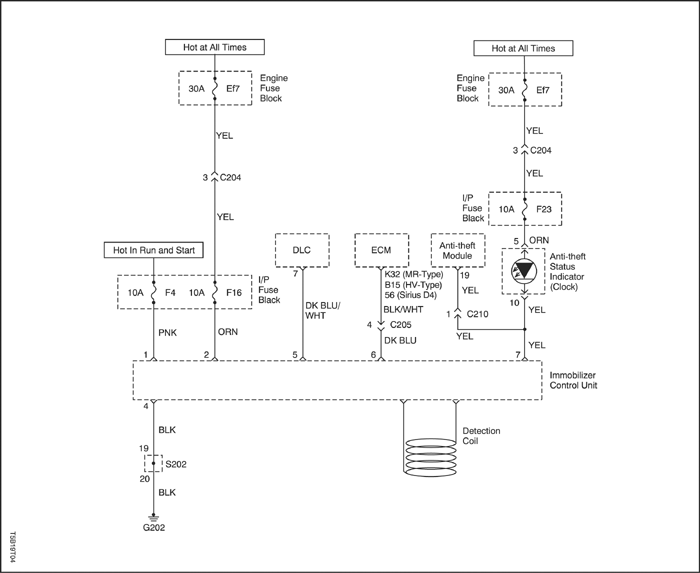 Hot at All Times
30A Ef7
Engine
Fuse
Block
YEL
3 C204
YEL
Hot In Run and Start
10A F4 10A F16
I/P
Fuse
Black
PNK
ORN
DLC
7
DK BLU/
WHT
ECM
K32 (MR-Type)
B15 (HV-Type)
56 (Sirius D4)
BLK/WHT
4 C205
DK BLU
Anti-theft
Module
19
YEL
1 C210
YEL
Hot at All Times
Engine
Fuse
Block
30A Ef7
YEL
3 C204
YEL
I/P
Fuse
Black
10A F23
5 ORN
Anti-theft
Status
Indicator
(Clock)
10
YEL
YEL
1 2 5 6 7
Immobilizer
Control Unit
4
BLK
19
S202
20
BLK
G202
Detection
Coil
TSB19T04